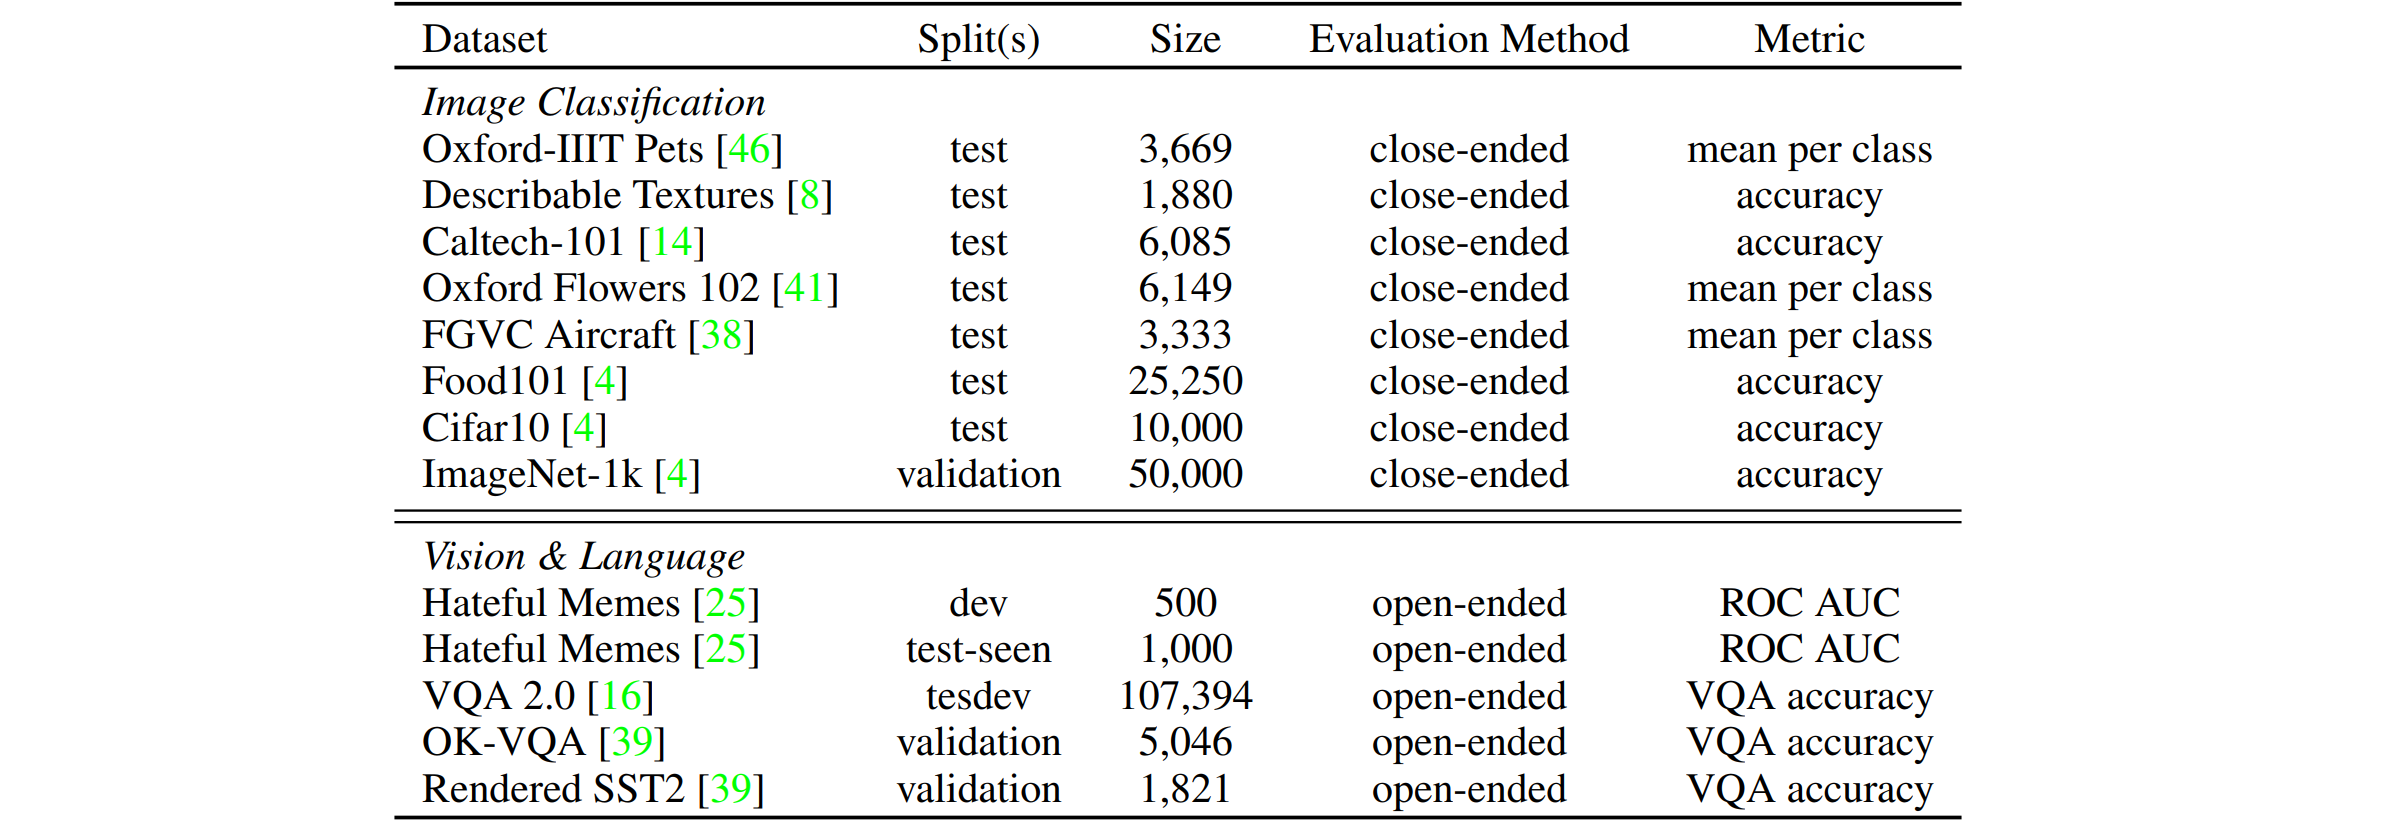 Dataset Split(s) Size Evaluation Method Metric
Image Classification
Oxford-IIIT Pets [46] test 3,669 close-ended mean per class
Describable Textures [8] test 1,880 close-ended accuracy
Caltech-101 [14] test 6,085 close-ended accuracy
Oxford Flowers 102 [41] test 6,149 close-ended mean per class
FGVC Aircraft [38] test 3,333 close-ended mean per class
Food101 [4] test 25,250 close-ended accuracy
Cifar10 [4] test 10,000 close-ended accuracy
ImageNet-1k [4] validation 50,000 close-ended accuracy
Vision & Language
Hateful Memes [25] dev 500 open-ended ROC AUC
Hateful Memes [25] test-seen 1,000 open-ended ROC AUC
VQA 2.0 [16] tesdev 107,394 open-ended VQA accuracy
OK-VQA [39] validation 5,046 open-ended VQA accuracy
Rendered SST2 [39] validation 1,821 open-ended VQA accuracy